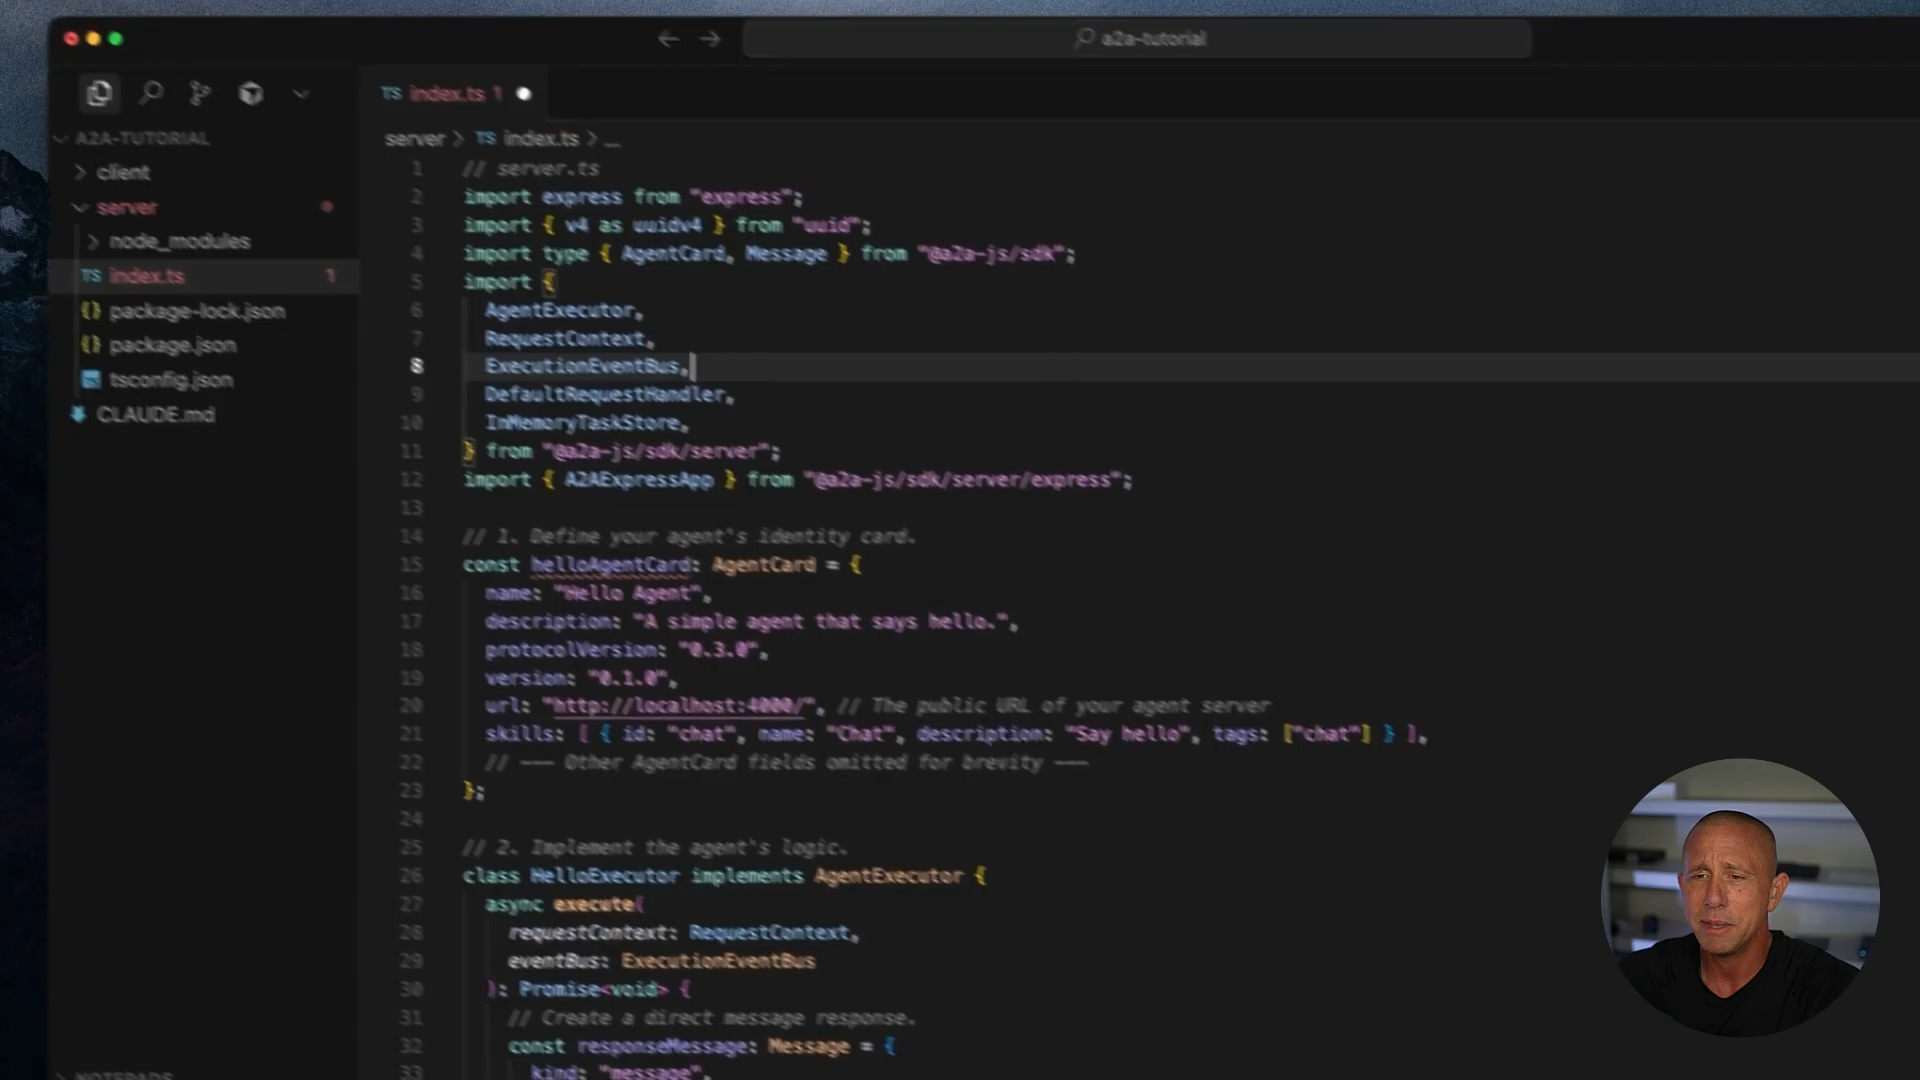 a2a-tutorial
TS index.ts 1
A2A-TUTORIAL
client
server
node_modules
TS index.ts 1
{} package-lock.json
{} package.json
tsconfig.json
CLAUDE.md
NOTEPADS
server > TS index.ts > ...
1 // server.ts
2 import express from "express";
3 import { v4 as uuidv4 } from "uuid";
4 import type { AgentCard, Message } from "@a2a-js/sdk";
5 import {
6 AgentExecutor,
7 RequestContext,
8 ExecutionEventBus,
9 DefaultRequestHandler,
10 InMemoryTaskStore,
11 } from "@a2a-js/sdk/server";
12 import { A2AExpressApp } from "@a2a-js/sdk/server/express";
13
14 // 1. Define your agent's identity card.
15 const helloAgentCard: AgentCard = {
16 name: "Hello Agent",
17 description: "A simple agent that says hello.",
18 protocolVersion: "0.3.0",
19 version: "0.1.0",
20 url: "http://localhost:4000/", // The public URL of your agent server
21 skills: [ { id: "chat", name: "Chat", description: "Say hello", tags: ["chat"] } ],
22 // --- Other AgentCard fields omitted for brevity ---
23 };
24
25 // 2. Implement the agent's logic.
26 class HelloExecutor implements AgentExecutor {
27 async execute(
28 requestContext: RequestContext,
29 eventBus: ExecutionEventBus
30 ): Promise<void> {
31 // Create a direct message response.
32 const responseMessage: Message = {
33 kind: "message",